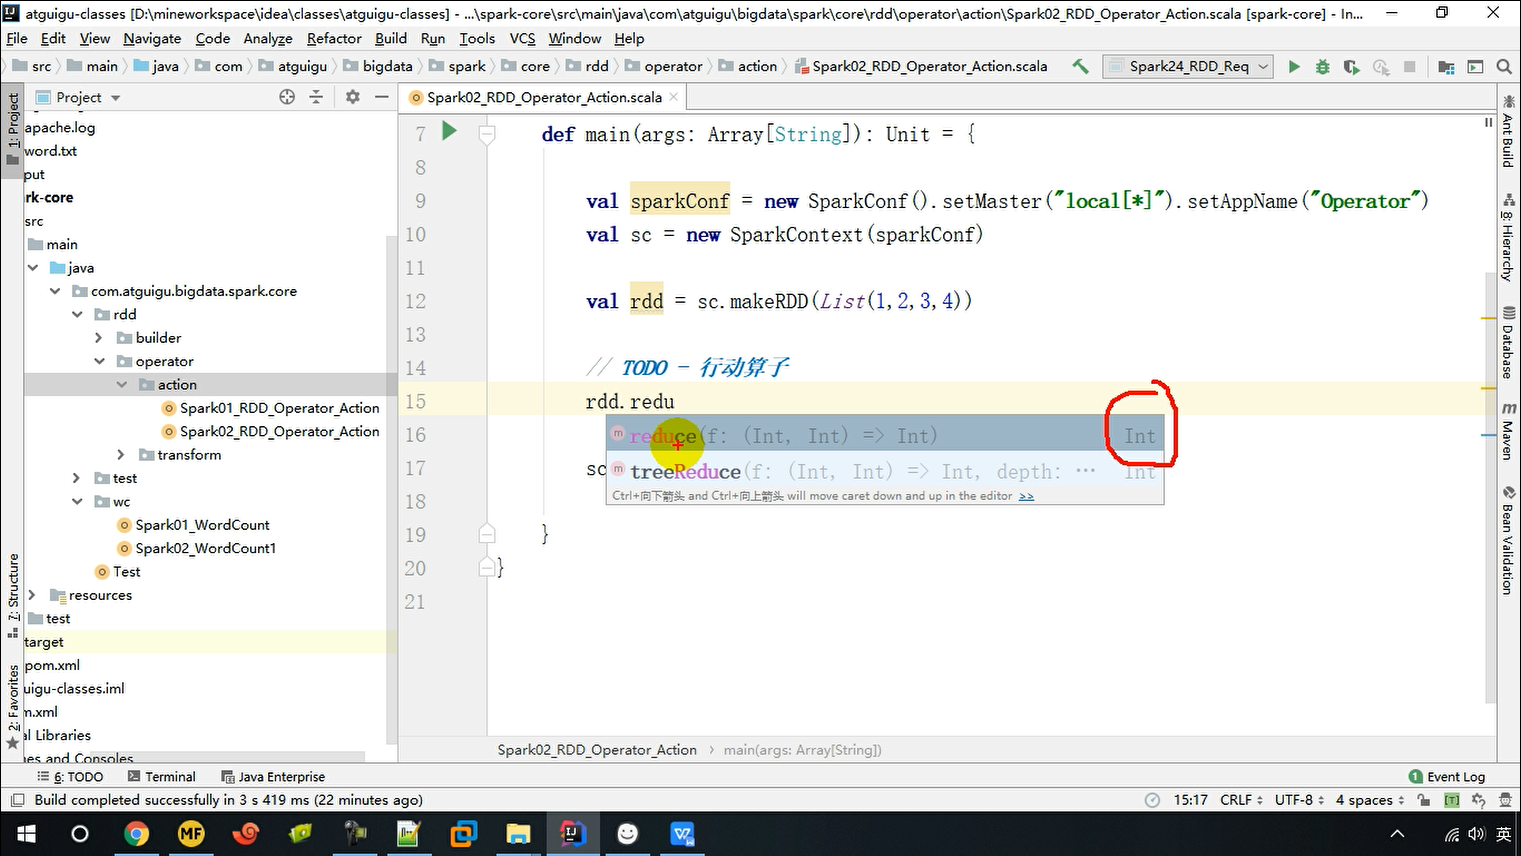 atguigu-classes [D:\mineworkspace\idea\classes\atguigu-classes] - ...\spark-core\src\main\java\com\atguigu\bigdata\spark\core\rdd\operator\action\Spark02_RDD_Operator_Action.scala [spark-core] - In...
File Edit View Navigate Code Analyze Refactor Build Run Tools VCS Window Help
src main java com atguigu bigdata spark core rdd operator action Spark02_RDD_Operator_Action.scala Spark24_RDD_Req
Project
Spark02_RDD_Operator_Action.scala
1: Project
7: Structure
2: Favorites
apache.log
word.txt
put
rk-core
src
main
java
com.atguigu.bigdata.spark.core
rdd
builder
operator
action
Spark01_RDD_Operator_Action
Spark02_RDD_Operator_Action
transform
test
wc
Spark01_WordCount
Spark02_WordCount1
Test
resources
test
target
pom.xml
uigu-classes.iml
m.xml
al Libraries
hes and Consoles
7 def main(args: Array[String]): Unit = {
8
9 val sparkConf = new SparkConf().setMaster("local[*]").setAppName("Operator")
10 val sc = new SparkContext(sparkConf)
11
12 val rdd = sc.makeRDD(List(1,2,3,4))
13
14 // TODO - 行动算子
15 rdd.redu
16
17 sc
18
19 }
20 }
21
m reduce(f: (Int, Int) => Int) Int
m treeReduce(f: (Int, Int) => Int, depth: ... Int
Ctrl+向下箭头 and Ctrl+向上箭头 will move caret down and up in the editor >>
Ant Build
8: Hierarchy
Database
m Maven
Bean Validation
Spark02_RDD_Operator_Action main(args: Array[String])
6: TODO Terminal Java Enterprise 1 Event Log
Build completed successfully in 3 s 419 ms (22 minutes ago) 15:17 CRLF UTF-8 4 spaces [T]
MF
IJ
英